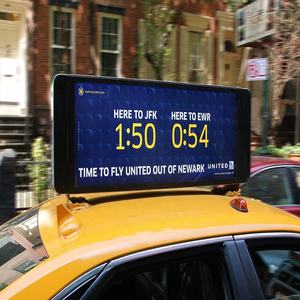 HERE TO JFK HERE TO EWR
1:50 0:54
TIME TO FLY UNITED OUT OF NEWARK UNITED